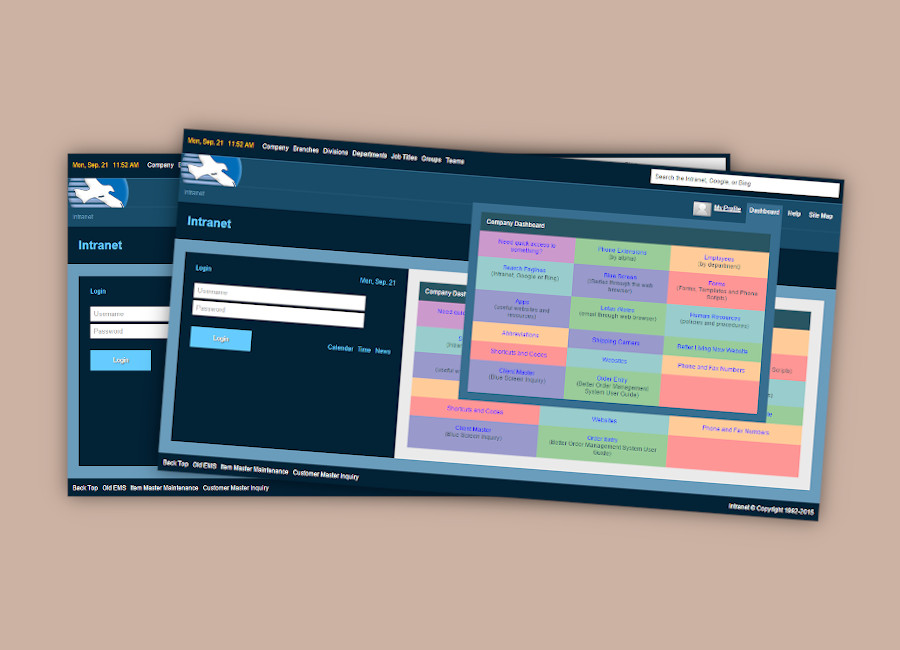 Mon, Sep. 21 11:52 AM Company
Intranet
Intranet
Login
Username
Password
Login
Back Top Old EMS Item Master Maintenance Customer Master Inquiry
Mon, Sep. 21 11:52 AM Company Branches Divisions Departments Job Titles Groups Teams
Search the Intranet, Google, or Bing
Intranet
My Profile Dashboard Help Site Map
Intranet
Login
Mon, Sep. 21
Username
Password
Login
Calendar Time News
Company Dashboard
Need quick access to something?
Phone Extensions
(by alpha)
Employees
(by department)
Search Engines
(Intranet, Google or Bing)
Blue Screen
(Better through the web browser)
Forms
(Forms, Templates and Phone Scripts)
Apps
(useful websites and resources)
Lotus Notes
(email through web browser)
Human Resources
(policies and procedures)
Abbreviations
Shipping Carriers
Better Living Now Website
Shortcuts and Codes
Websites
Phone and Fax Numbers
Client Master
(Blue Screen Inquiry)
Order Entry
(Better Order Management System User Guide)
Company Dash
Need qu
Shortcuts and Codes
Websites
Phone and Fax Numbers
Client Master
(Blue Screen Inquiry)
Order Entry
(Better Order Management System User Guide)
Back Top Old EMS Item Master Maintenance Customer Master Inquiry
Intranet © Copyright 1992-2015